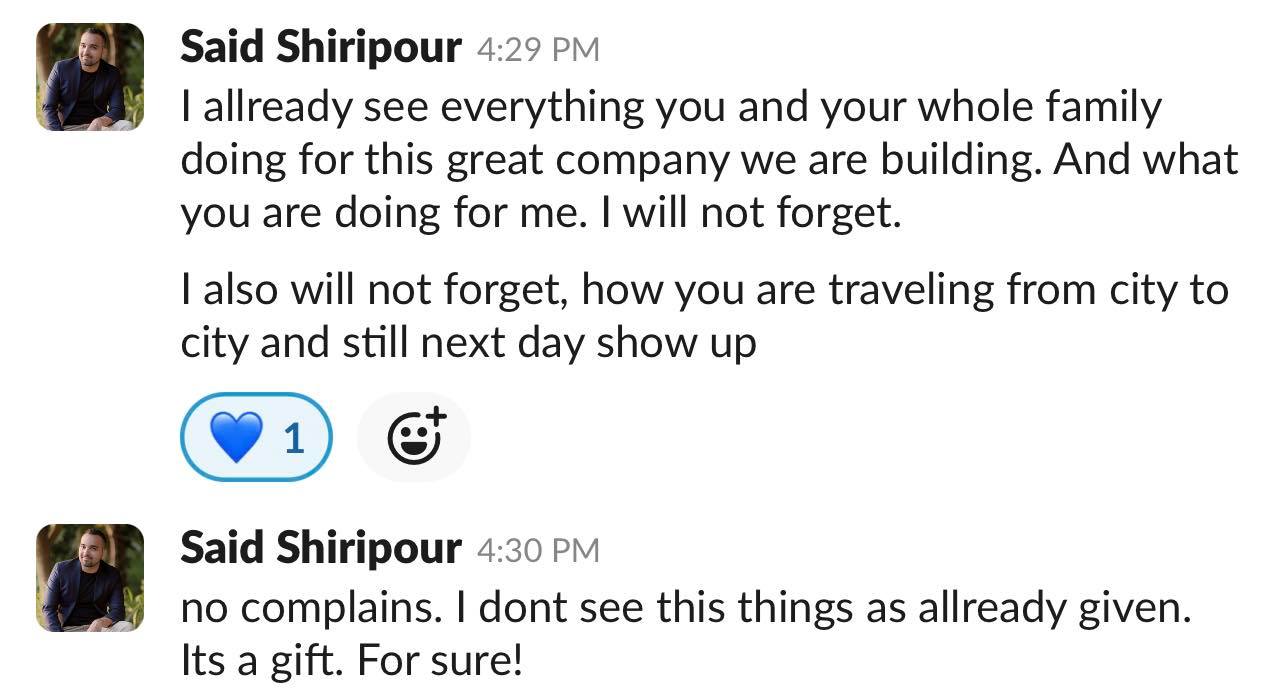 Said Shiripour 4:29 PM
I allready see everything you and your whole family
doing for this great company we are building. And what
you are doing for me. I will not forget.
I also will not forget, how you are traveling from city to
city and still next day show up
💙 1
Said Shiripour 4:30 PM
no complains. I dont see this things as allready given.
Its a gift. For sure!